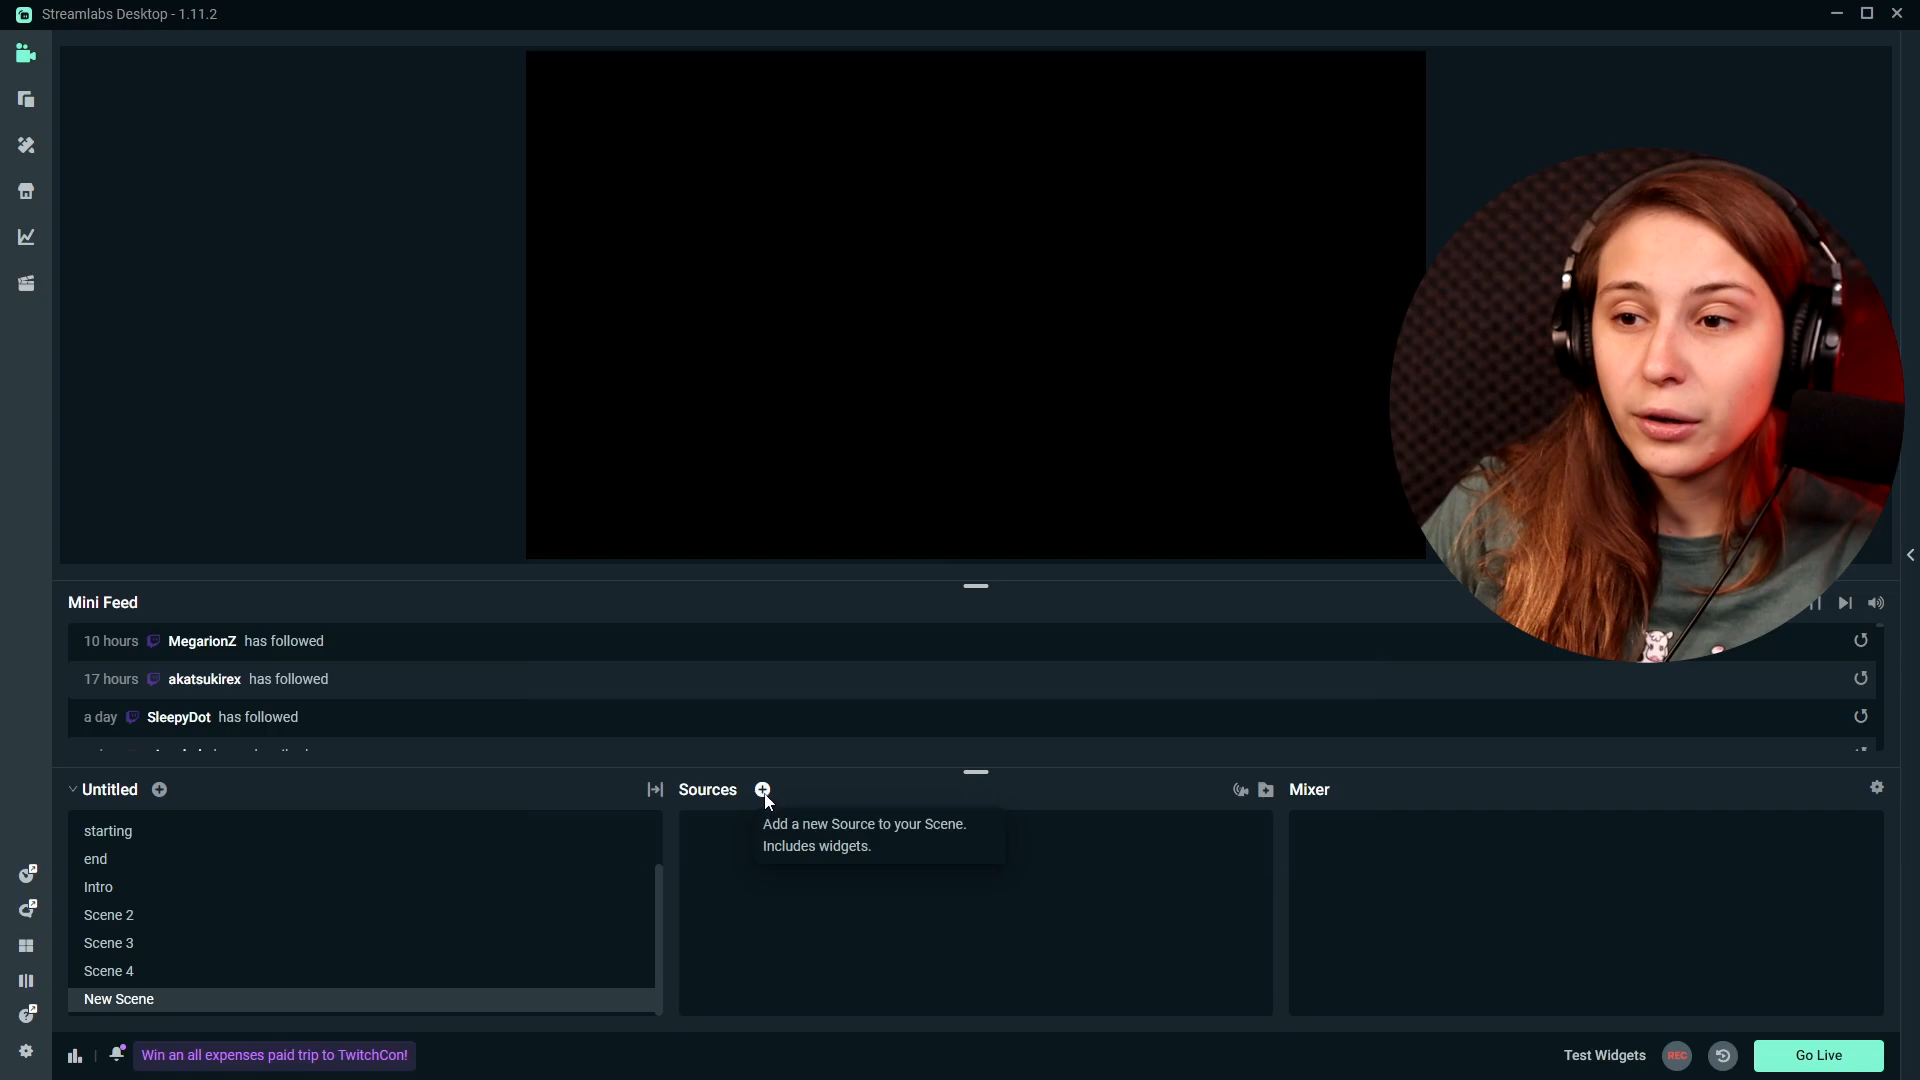 Streamlabs Desktop - 1.11.2
Mini Feed
10 hours MegarionZ has followed
17 hours akatsukirex has followed
a day SleepyDot has followed
Untitled
Sources
Mixer
Add a new Source to your Scene.
Includes widgets.
starting
end
Intro
Scene 2
Scene 3
Scene 4
New Scene
Win an all expenses paid trip to TwitchCon!
Test Widgets
REC
Go Live